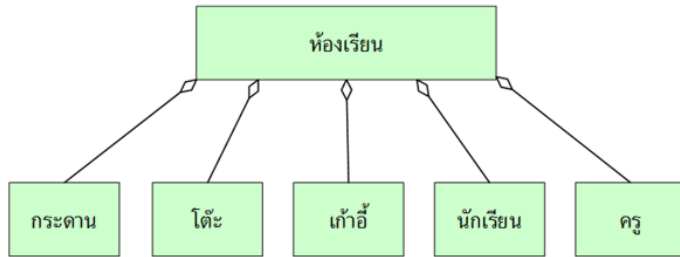 ห้องเรียน
กระดาน
โต๊ะ
เก้าอี้
นักเรียน
ครู